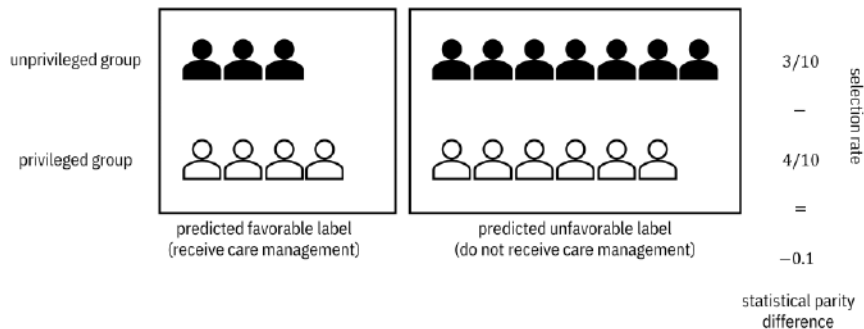 unprivileged group
3/10
−
privileged group
4/10
=
−0.1
selection rate
predicted favorable label
(receive care management)
predicted unfavorable label
(do not receive care management)
statistical parity
difference